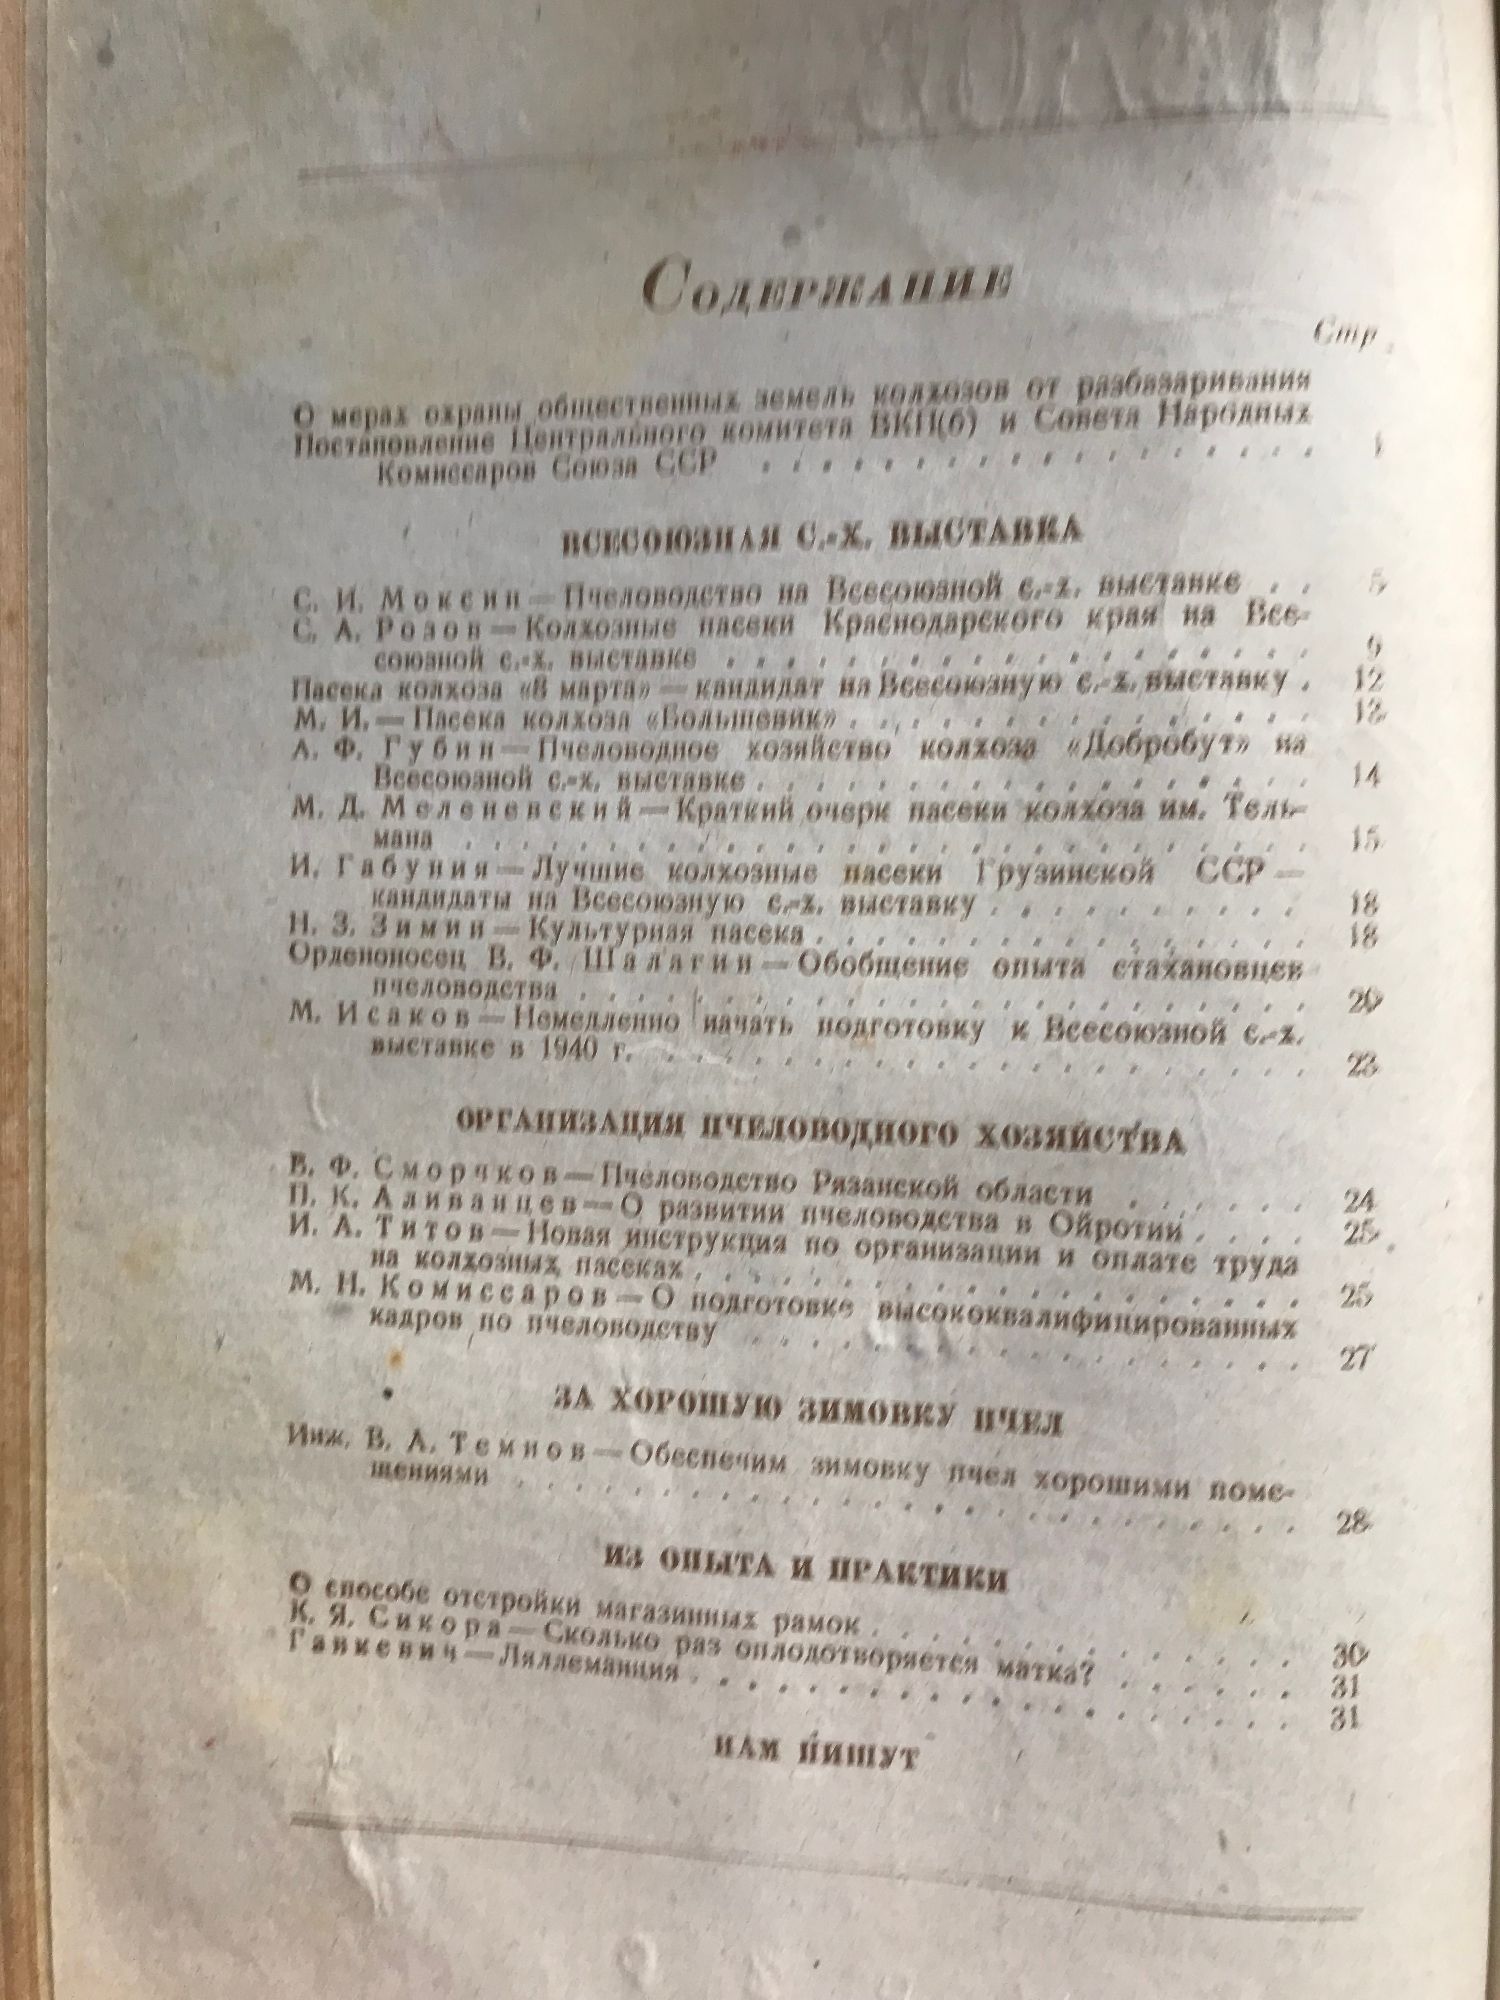 Содержание
Стр.
О мерах охраны общественных земель колхозов от разбазаривания
Постановление Центрального комитета ВКП(б) и Совета Народных
Комиссаров Союза ССР . . . . . . . . . . . . . . . . . . . 1
ВСЕСОЮЗНАЯ С.-Х. ВЫСТАВКА
С. И. Моксин — Пчеловодство на Всесоюзной с.-х. выставке . . 5
С. А. Розов — Колхозные пасеки Краснодарского края на Все-
союзной с.-х. выставке . . . . . . . . . . . . . . . . . . . 9
Пасека колхоза «8 марта» — кандидат на Всесоюзную с.-х. выставку . 12
М. И. — Пасека колхоза «Большевик» . . . . . . . . . . . . . . 13
А. Ф. Губин — Пчеловодное хозяйство колхоза «Добробут» на
Всесоюзной с.-х. выставке . . . . . . . . . . . . . . . . . . 14
М. Д. Меленевский — Краткий очерк пасеки колхоза им. Тель-
мана . . . . . . . . . . . . . . . . . . . . . . . . . . . 15
И. Габуния — Лучшие колхозные пасеки Грузинской ССР —
кандидаты на Всесоюзную с.-х. выставку . . . . . . . . . . . 18
Н. З. Зимин — Культурная пасека . . . . . . . . . . . . . . . . 18
Орденоносец В. Ф. Шалагин — Обобщение опыта стахановцев
пчеловодства . . . . . . . . . . . . . . . . . . . . . . . 20
М. Исаков — Немедленно начать подготовку к Всесоюзной с.-х.
выставке в 1940 г. . . . . . . . . . . . . . . . . . . . . . 23
ОРГАНИЗАЦИЯ ПЧЕЛОВОДНОГО ХОЗЯЙСТВА
В. Ф. Сморчков — Пчеловодство Рязанской области . . . . . . 24
П. К. Аливанцев — О развитии пчеловодства в Ойротии . . . . 25
И. А. Титов — Новая инструкция по организации и оплате труда
на колхозных пасеках . . . . . . . . . . . . . . . . . . . . 25
М. Н. Комиссаров — О подготовке высококвалифицированных
кадров по пчеловодству . . . . . . . . . . . . . . . . . . . 27
ЗА ХОРОШУЮ ЗИМОВКУ ПЧЕЛ
Инж. В. А. Темнов — Обеспечим зимовку пчел хорошими поме-
щениями . . . . . . . . . . . . . . . . . . . . . . . . . 28
ИЗ ОПЫТА И ПРАКТИКИ
О способе отстройки магазинных рамок . . . . . . . . . . . . . . 30
К. Я. Сикора — Сколько раз оплодотворяется матка? . . . . . . 31
Ганкевич — Ляллеманция . . . . . . . . . . . . . . . . . . . . 31
НАМ ПИШУТ